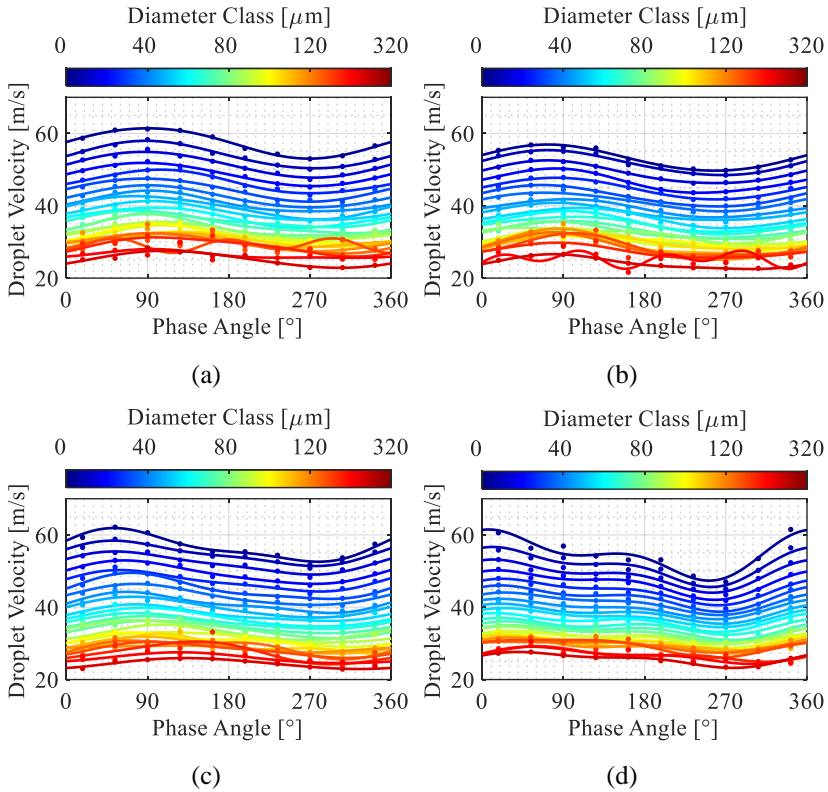 Diameter Class [μm]
0 40 80 120 320
Droplet Velocity [m/s]
60
40
20
0 90 180 270 360
Phase Angle [°]
(a)
Diameter Class [μm]
0 40 80 120 320
Droplet Velocity [m/s]
60
40
20
0 90 180 270 360
Phase Angle [°]
(b)
Diameter Class [μm]
0 40 80 120 320
Droplet Velocity [m/s]
60
40
20
0 90 180 270 360
Phase Angle [°]
(c)
Diameter Class [μm]
0 40 80 120 320
Droplet Velocity [m/s]
60
40
20
0 90 180 270 360
Phase Angle [°]
(d)